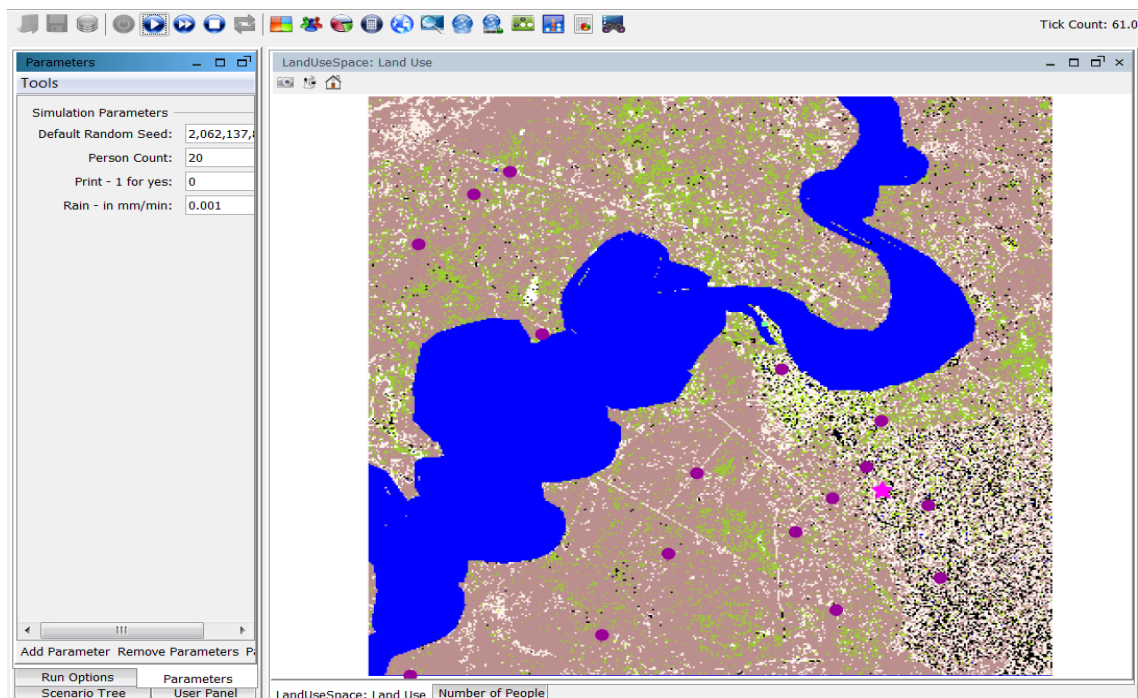 Tick Count: 61.0
Parameters
Tools
Simulation Parameters
Default Random Seed: 2,062,137,
Person Count: 20
Print - 1 for yes: 0
Rain - in mm/min: 0.001
Add Parameter Remove Parameters
Run Options Parameters
Scenario Tree User Panel
LandUseSpace: Land Use
LandUseSpace: Land Use Number of People